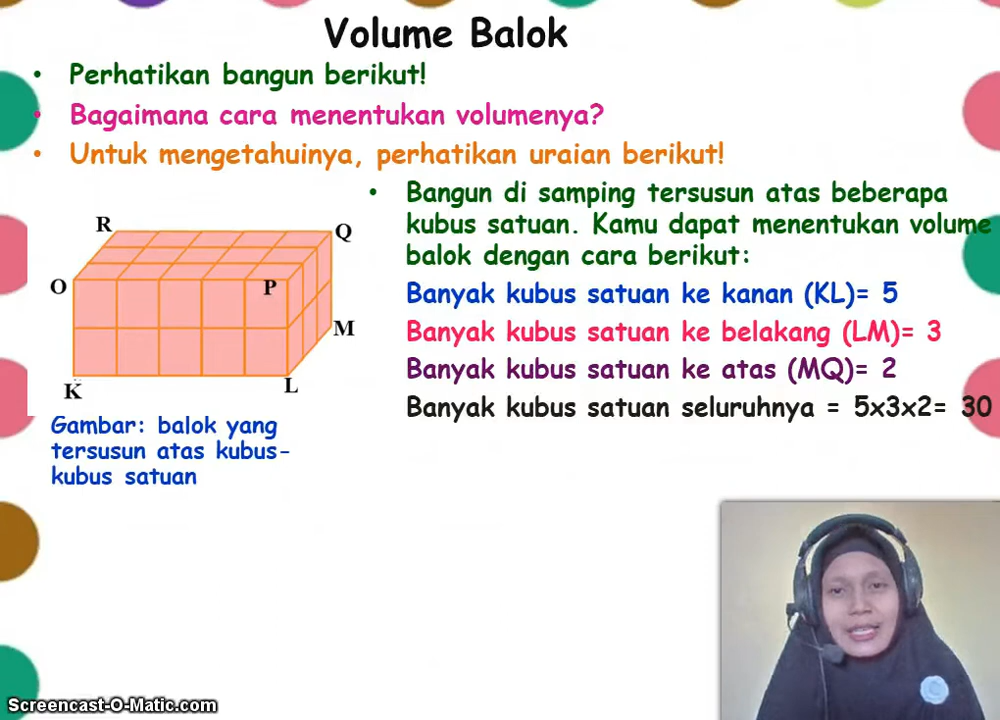 Volume Balok
• Perhatikan bangun berikut!
• Bagaimana cara menentukan volumenya?
• Untuk mengetahuinya, perhatikan uraian berikut!
• Bangun di samping tersusun atas beberapa
kubus satuan. Kamu dapat menentukan volume
balok dengan cara berikut:
Banyak kubus satuan ke kanan (KL)= 5
Banyak kubus satuan ke belakang (LM)= 3
Banyak kubus satuan ke atas (MQ)= 2
Banyak kubus satuan seluruhnya = 5x3x2= 30
R
Q
O
P
M
K
L
Gambar: balok yang
tersusun atas kubus-
kubus satuan
Screencast-O-Matic.com